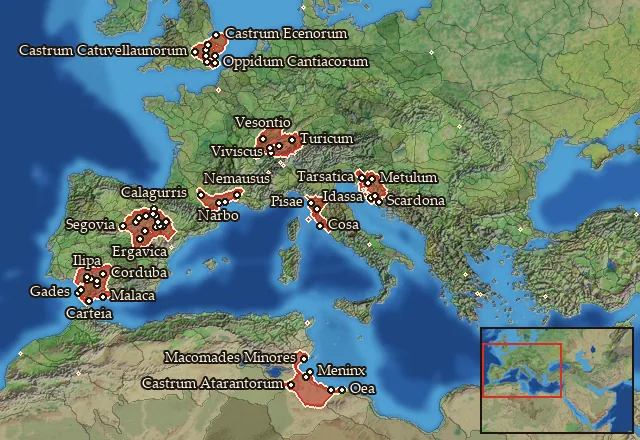 Castrum Ecenorum
Castrum Catuvellaunorum
Oppidum Cantiacorum
Vesontio
Turicum
Viviscus
Nemausus
Tarsatica
Metulum
Calagurris
Narbo
Pisae
Idassa
Scardona
Segovia
Cosa
Ergavica
Ilipa
Corduba
Gades
Malaca
Carteia
Macomades Minores
Meninx
Castrum Atarantorum
Oea